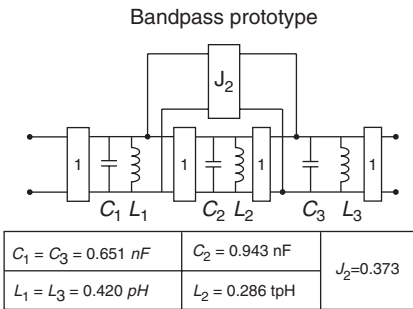 Bandpass prototype
J2
1 1 1 1
C1 L1 C2 L2 C3 L3
C1 = C3 = 0.651 nF C2 = 0.943 nF J2=0.373
L1 = L3 = 0.420 pH L2 = 0.286 tpH